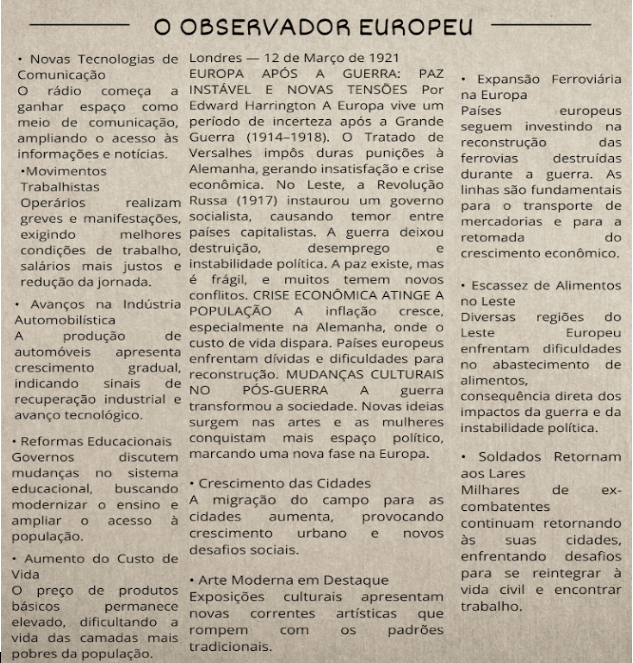 O OBSERVADOR EUROPEU
• Novas Tecnologias de
Comunicação
O rádio começa a
ganhar espaço como
meio de comunicação,
ampliando o acesso às
informações e notícias.
•Movimentos
Trabalhistas
Operários realizam
greves e manifestações,
exigindo melhores
condições de trabalho,
salários mais justos e
redução da jornada.
• Avanços na Indústria
Automobilística
A produção de
automóveis apresenta
crescimento gradual,
indicando sinais de
recuperação industrial e
avanço tecnológico.
• Reformas Educacionais
Governos discutem
mudanças no sistema
educacional, buscando
modernizar o ensino e
ampliar o acesso à
população.
• Aumento do Custo de
Vida
O preço de produtos
básicos permanece
elevado, dificultando a
vida das camadas mais
pobres da população.
Londres — 12 de Março de 1921
EUROPA APÓS A GUERRA: PAZ
INSTÁVEL E NOVAS TENSÕES Por
Edward Harrington A Europa vive um
período de incerteza após a Grande
Guerra (1914–1918). O Tratado de
Versalhes impôs duras punições à
Alemanha, gerando insatisfação e crise
econômica. No Leste, a Revolução
Russa (1917) instaurou um governo
socialista, causando temor entre
países capitalistas. A guerra deixou
destruição, desemprego e
instabilidade política. A paz existe, mas
é frágil, e muitos temem novos
conflitos. CRISE ECONÔMICA ATINGE A
POPULAÇÃO A inflação cresce,
especialmente na Alemanha, onde o
custo de vida dispara. Países europeus
enfrentam dívidas e dificuldades para
reconstrução. MUDANÇAS CULTURAIS
NO PÓS-GUERRA A guerra
transformou a sociedade. Novas ideias
surgem nas artes e as mulheres
conquistam mais espaço político,
marcando uma nova fase na Europa.
• Crescimento das Cidades
A migração do campo para as
cidades aumenta, provocando
crescimento urbano e novos
desafios sociais.
• Arte Moderna em Destaque
Exposições culturais apresentam
novas correntes artísticas que
rompem com os padrões
tradicionais.
• Expansão Ferroviária
na Europa
Países europeus
seguem investindo na
reconstrução das
ferrovias destruídas
durante a guerra. As
linhas são fundamentais
para o transporte de
mercadorias e para a
retomada do
crescimento econômico.
• Escassez de Alimentos
no Leste
Diversas regiões do
Leste Europeu
enfrentam dificuldades
no abastecimento de
alimentos,
consequência direta dos
impactos da guerra e da
instabilidade política.
• Soldados Retornam
aos Lares
Milhares de ex-
combatentes
continuam retornando
às suas cidades,
enfrentando desafios
para se reintegrar à
vida civil e encontrar
trabalho.